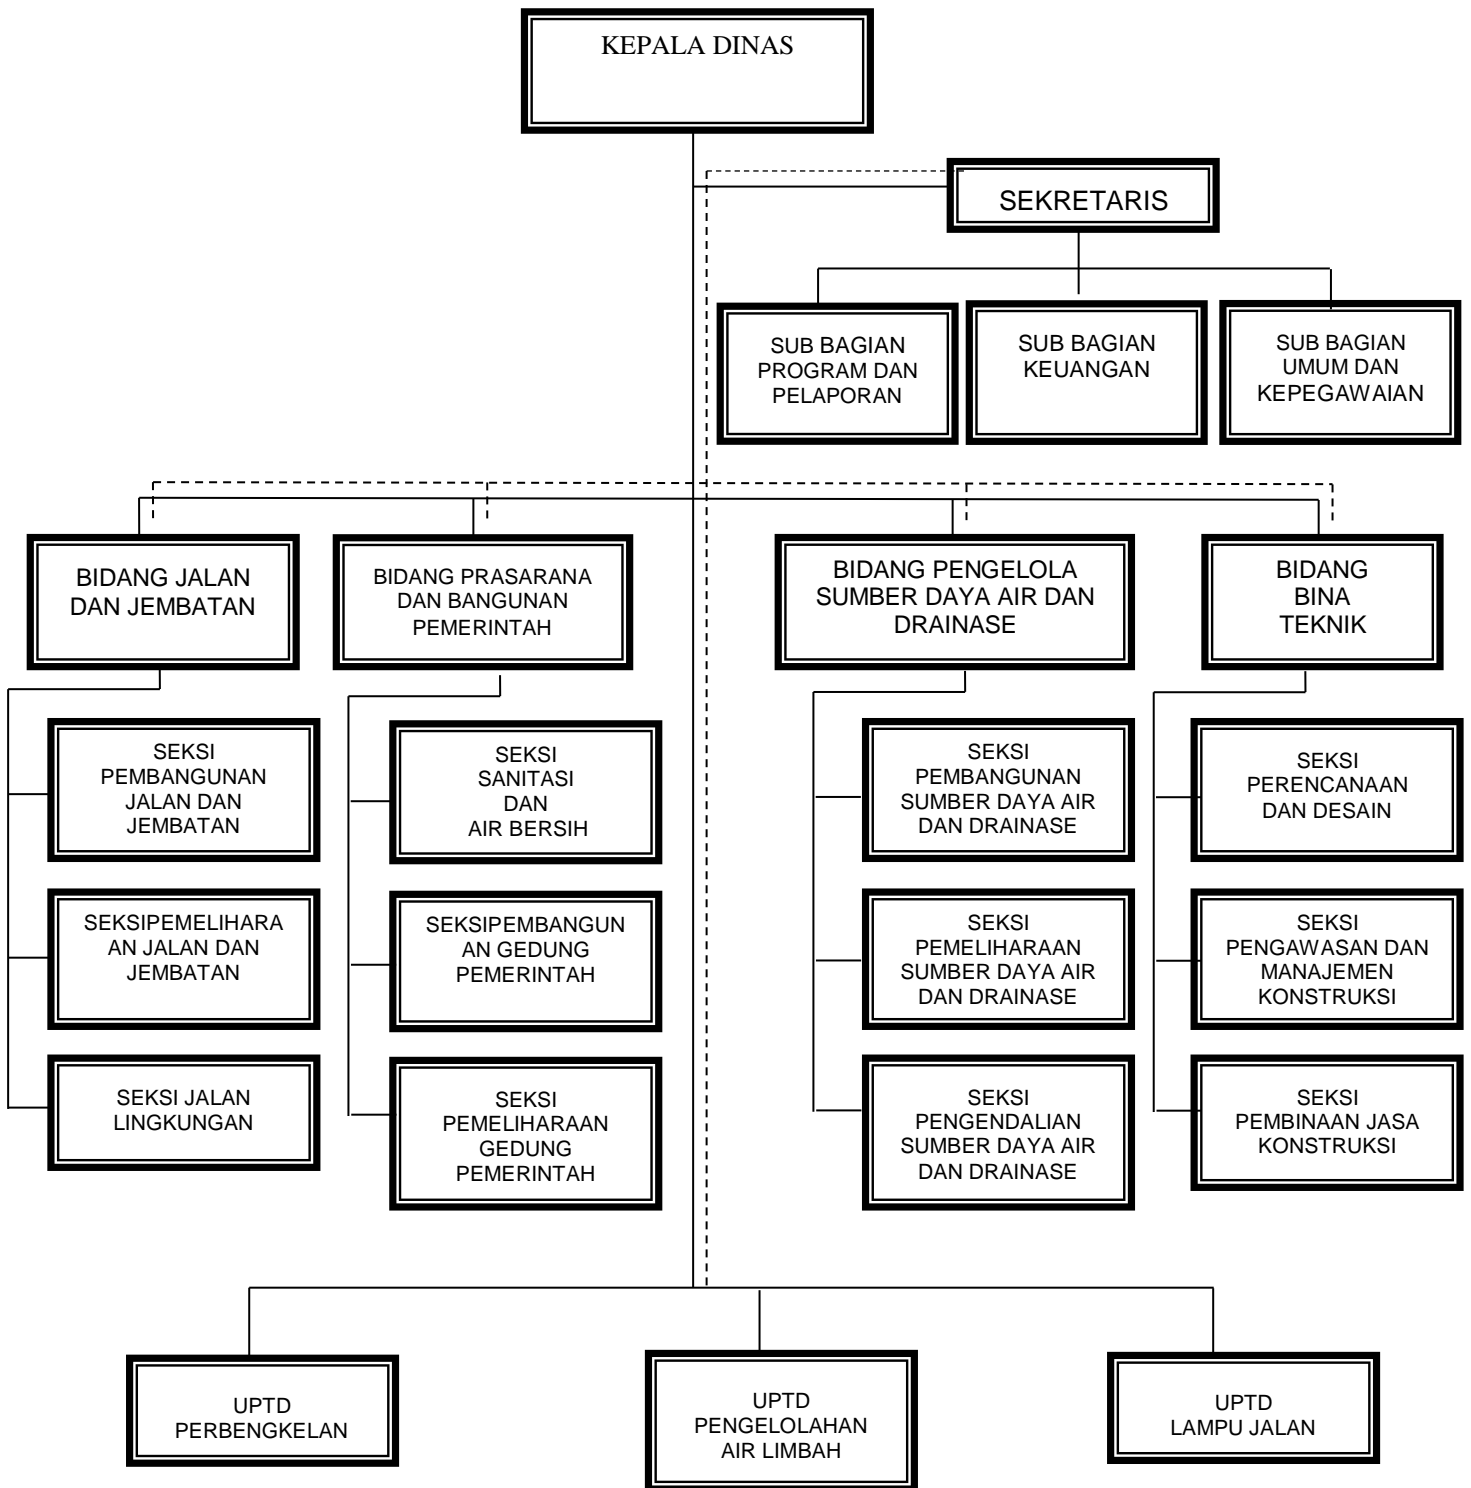 KEPALA DINAS
SEKRETARIS
SUB BAGIAN
PROGRAM DAN
PELAPORAN
SUB BAGIAN
KEUANGAN
SUB BAGIAN
UMUM DAN
KEPEGAWAIAN
BIDANG JALAN
DAN JEMBATAN
BIDANG PRASARANA
DAN BANGUNAN
PEMERINTAH
BIDANG PENGELOLA
SUMBER DAYA AIR DAN
DRAINASE
BIDANG
BINA
TEKNIK
SEKSI
PEMBANGUNAN
JALAN DAN
JEMBATAN
SEKSI
SANITASI
DAN
AIR BERSIH
SEKSI
PEMBANGUNAN
SUMBER DAYA AIR
DAN DRAINASE
SEKSI
PERENCANAAN
DAN DESAIN
SEKSIPEMELIHARA
AN JALAN DAN
JEMBATAN
SEKSIPEMBANGUN
AN GEDUNG
PEMERINTAH
SEKSI
PEMELIHARAAN
SUMBER DAYA AIR
DAN DRAINASE
SEKSI
PENGAWASAN DAN
MANAJEMEN
KONSTRUKSI
SEKSI JALAN
LINGKUNGAN
SEKSI
PEMELIHARAAN
GEDUNG
PEMERINTAH
SEKSI
PENGENDALIAN
SUMBER DAYA AIR
DAN DRAINASE
SEKSI
PEMBINAAN JASA
KONSTRUKSI
UPTD
PERBENGKELAN
UPTD
PENGELOLAHAN
AIR LIMBAH
UPTD
LAMPU JALAN